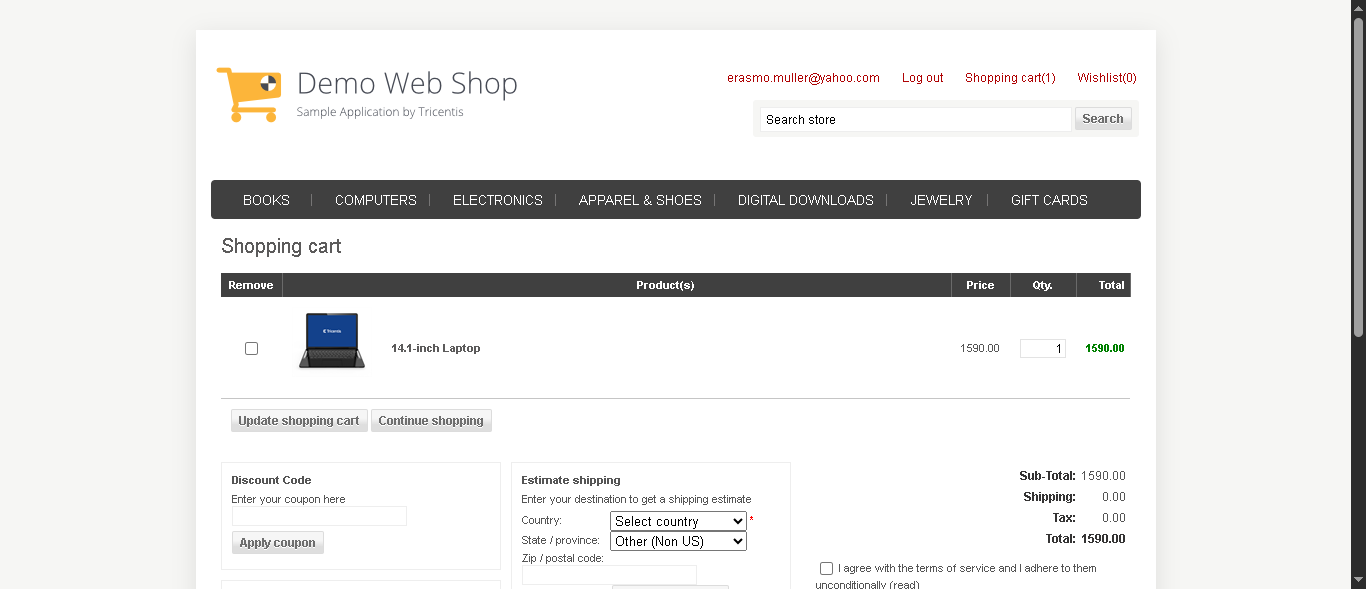 Demo Web Shop
Sample Application by Tricentis
erasmo.muller@yahoo.com Log out Shopping cart(1) Wishlist(0)
Search store Search
BOOKS COMPUTERS ELECTRONICS APPAREL & SHOES DIGITAL DOWNLOADS JEWELRY GIFT CARDS
Shopping cart
Remove Product(s) Price Qty. Total
Tricentis
14.1-inch Laptop 1590.00 1 1590.00
Update shopping cart Continue shopping
Discount Code
Enter your coupon here
Apply coupon
Estimate shipping
Enter your destination to get a shipping estimate
Country: Select country *
State / province: Other (Non US)
Zip / postal code:
Sub-Total: 1590.00
Shipping: 0.00
Tax: 0.00
Total: 1590.00
I agree with the terms of service and I adhere to them
unconditionally (read)